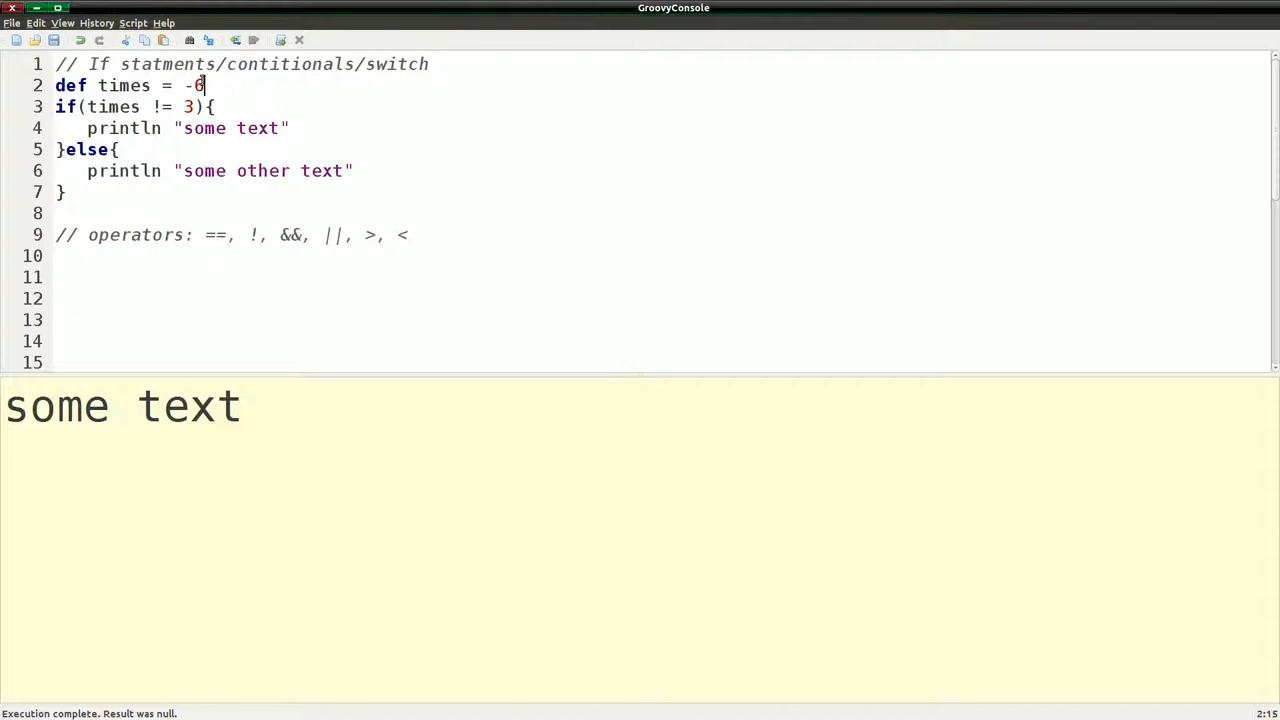 GroovyConsole
File Edit View History Script Help
1 // If statments/contitionals/switch
2 def times = -6
3 if(times != 3){
4 println "some text"
5 }else{
6 println "some other text"
7 }
8
9 // operators: ==, !, &&, ||, >, <
10
11
12
13
14
15
some text
Execution complete. Result was null.
2:15